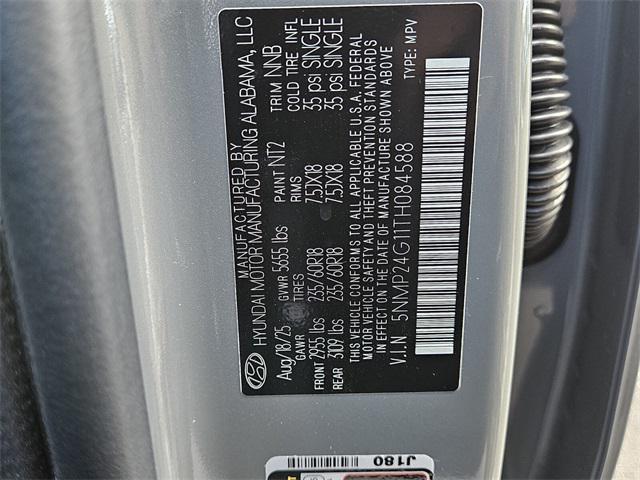 MANUFACTURED BY
HYUNDAI MOTOR MANUFACTURING ALABAMA, LLC
Aug/18/25 GVWR 5655 lbs PAINT NT2 TRIM NNB
GAWR TIRES RIMS COLD TIRE INFL
FRONT 2955 lbs 235/60R18 7.5JX18 35 psi SINGLE
REAR 3109 lbs 235/60R18 7.5JX18 35 psi SINGLE
THIS VEHICLE CONFORMS TO ALL APPLICABLE U.S.A. FEDERAL
MOTOR VEHICLE SAFETY AND THEFT PREVENTION STANDARDS
IN EFFECT ON THE DATE OF MANUFACTURE SHOWN ABOVE
V.I.N. 5NMP24G11TH084588
TYPE: MPV
J180